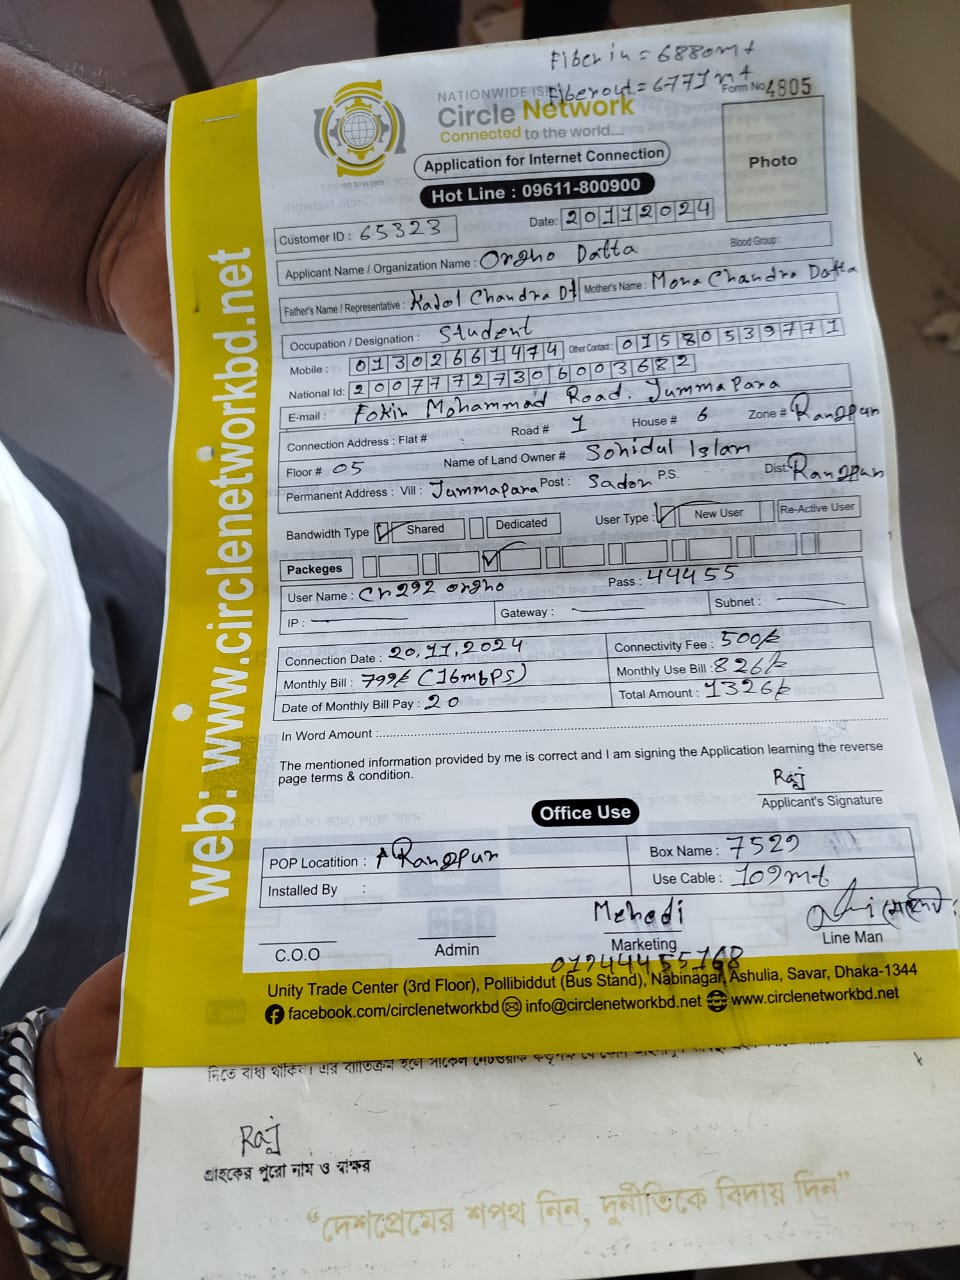 Fiber in = 6880mt
Fiber out = 6771mt
NATIONWIDE ISP
Form No 4805
Circle Network
Connected to the world....
ISO 9001:2015
Application for Internet Connection
Photo
Hot Line : 09611-800900
Customer ID : 65323
Date: 20112024
Applicant Name / Organization Name : Orgho Datta
Blood Group :
Father's Name / Representative : Kajol Chandra Dt
Mother's Name : Mona Chandra Datta
Occupation / Designation : Student
Mobile : 01302661474
Other Contact : 01580539771
National Id: 20077727306003682
E-mail : Fokir Mohammad Road. Jummapara
Connection Address : Flat # Road # 1 House # 6 Zone # Rangpur
Floor # 05 Name of Land Owner # Sohidul Islam
Permanent Address : Vill : Jummapara Post : Sador P.S. Dist. Rangpur
Bandwidth Type Shared Dedicated User Type : New User Re-Active User
Packeges
User Name : Cr292 orgho Pass : 44455
IP : Gateway : Subnet :
Connection Date : 20.11.2024 Connectivity Fee : 500/-
Monthly Bill : 799/- (16mbps) Monthly Use Bill : 826/-
Date of Monthly Bill Pay : 20 Total Amount : 1326/-
In Word Amount :
The mentioned information provided by me is correct and I am signing the Application learning the reverse
page terms & condition.
Raj
Applicant's Signature
Office Use
POP Locatition : Rangpur Box Name : 7529
Installed By : Use Cable : 109mt
Mehedi
C.O.O Admin Marketing Line Man
01944455168
Unity Trade Center (3rd Floor), Pollibiddut (Bus Stand), Nabinagar, Ashulia, Savar, Dhaka-1344
facebook.com/circlenetworkbd info@circlenetworkbd.net www.circlenetworkbd.net
web: www.circlenetworkbd.net
Raj
গ্রাহকের পুরো নাম ও স্বাক্ষর
“দেশপ্রেমের শপথ নিন, দুর্নীতিকে বিদায় দিন”